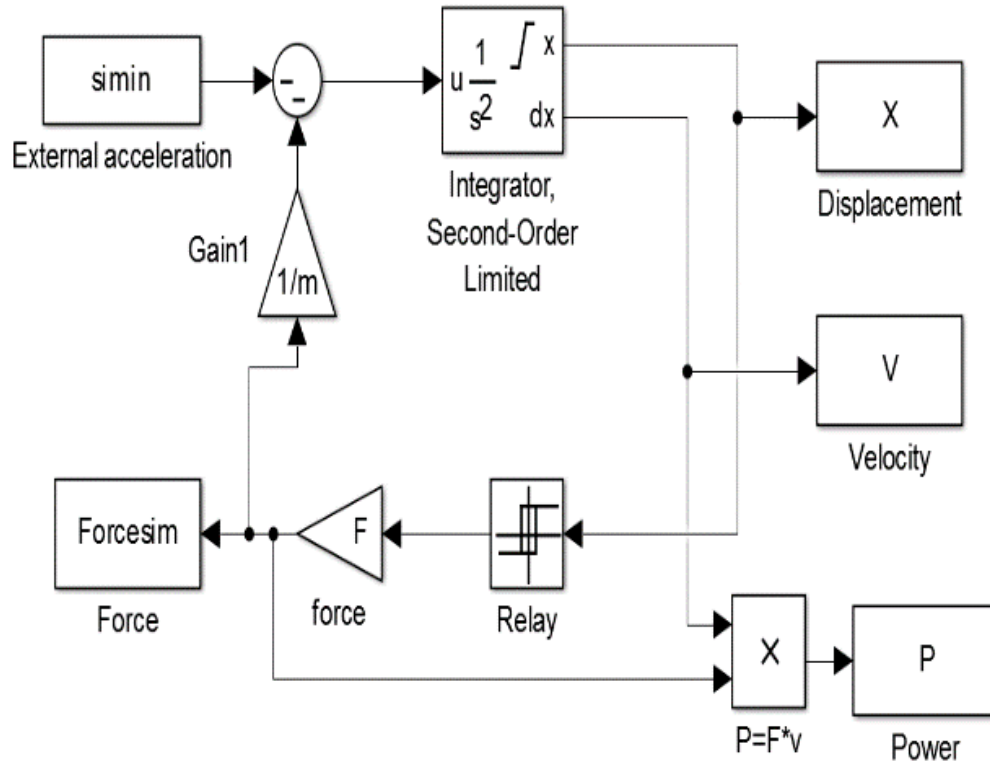 simin
External acceleration
- -
u 1/s² x
dx
Integrator,
Second-Order
Limited
X
Displacement
Gain1
1/m
V
Velocity
Forcesim
Force
F
force
Relay
X
P=F*v
P
Power